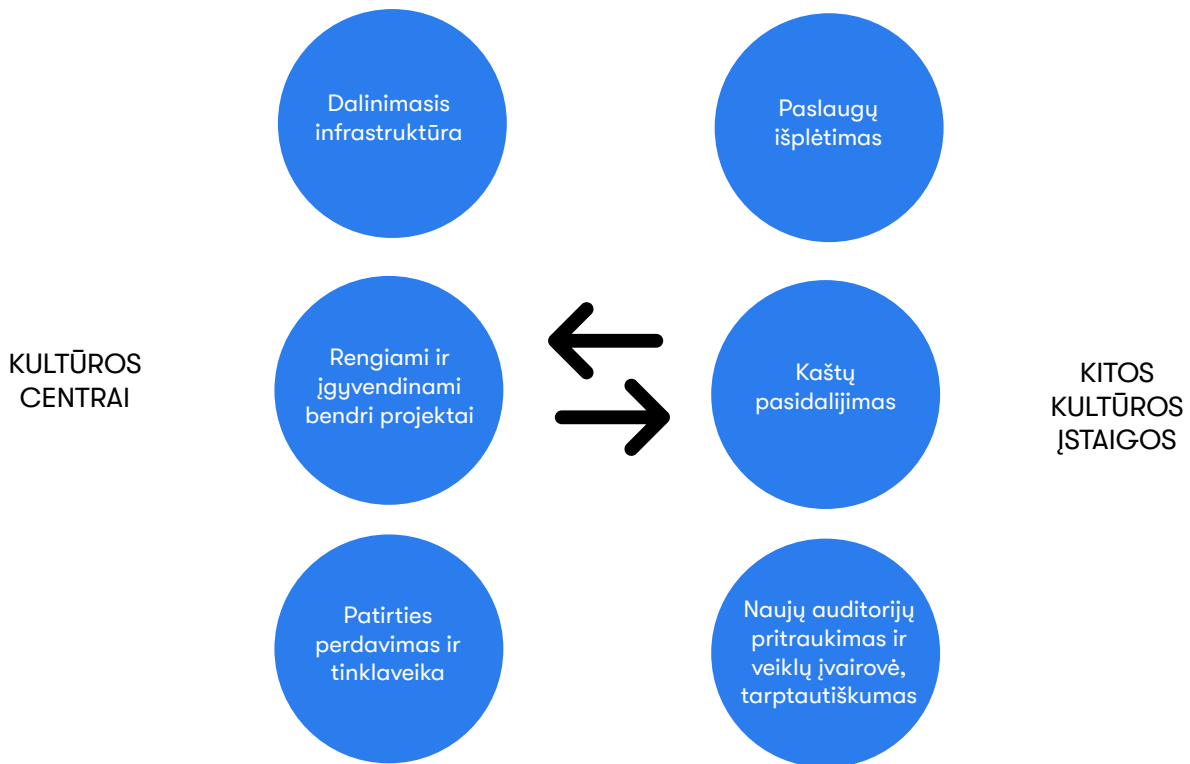 Dalinimasis
infrastruktūra
Paslaugų
išplėtimas
KULTŪROS
CENTRAI
Rengiami ir
įgyvendinami
bendri projektai
Kaštų
pasidalijimas
KITOS
KULTŪROS
ĮSTAIGOS
Patirties
perdavimas ir
tinklaveika
Naujų auditorijų
pritraukimas ir
veiklų įvairovė,
tarptautiškumas